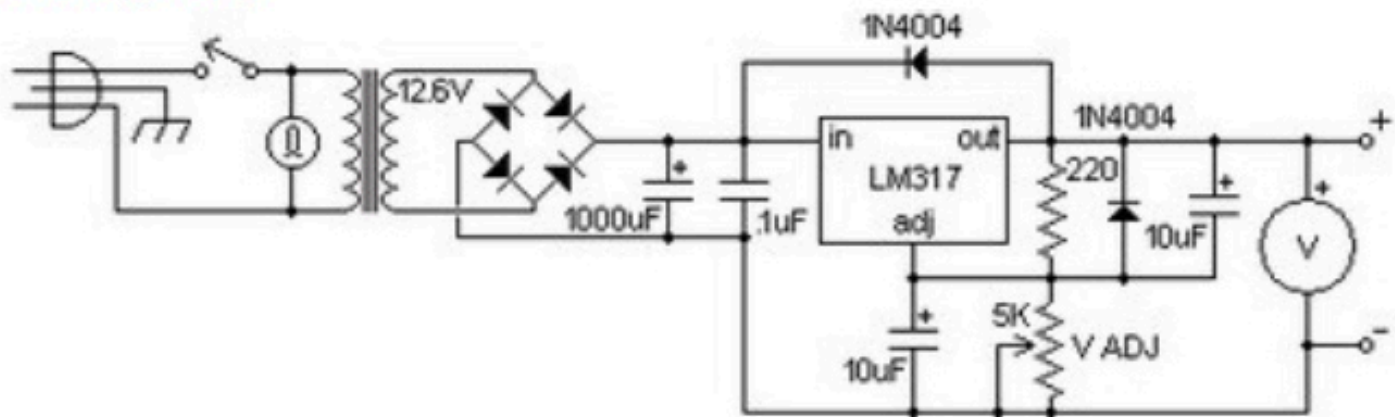 1N4004
12.6V
1N4004
in
out
LM317
adj
220
+
+
+
+
1000uF
.1uF
10uF
V
-
+
5K
V ADJ
10uF